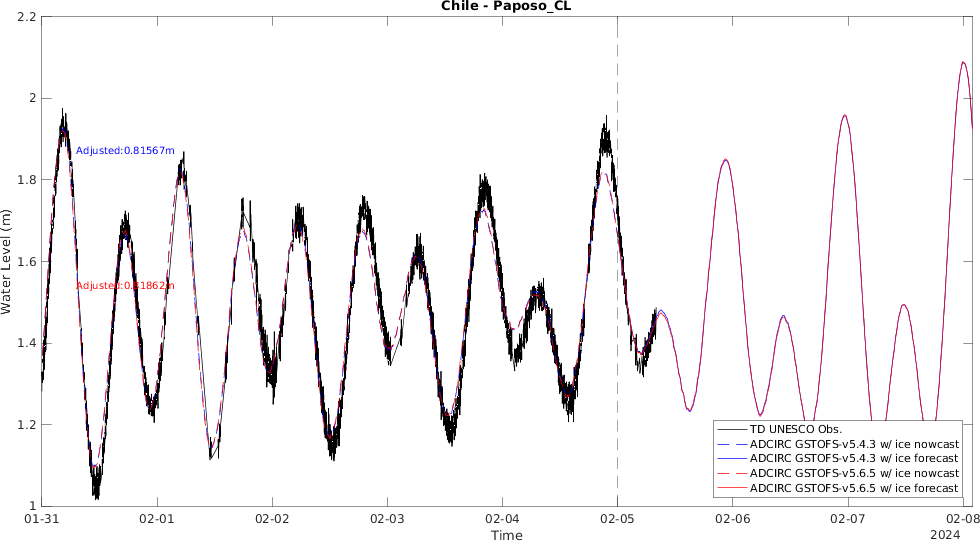 Chile - Paposo_CL
2.2
2
1.8
1.6
1.4
1.2
1
Water Level (m)
Adjusted:0.81567m
Adjusted:0.81862m
TD UNESCO Obs.
ADCIRC GSTOFS-v5.4.3 w/ ice nowcast
ADCIRC GSTOFS-v5.4.3 w/ ice forecast
ADCIRC GSTOFS-v5.6.5 w/ ice nowcast
ADCIRC GSTOFS-v5.6.5 w/ ice forecast
01-31 02-01 02-02 02-03 02-04 02-05 02-06 02-07 02-08
Time
2024